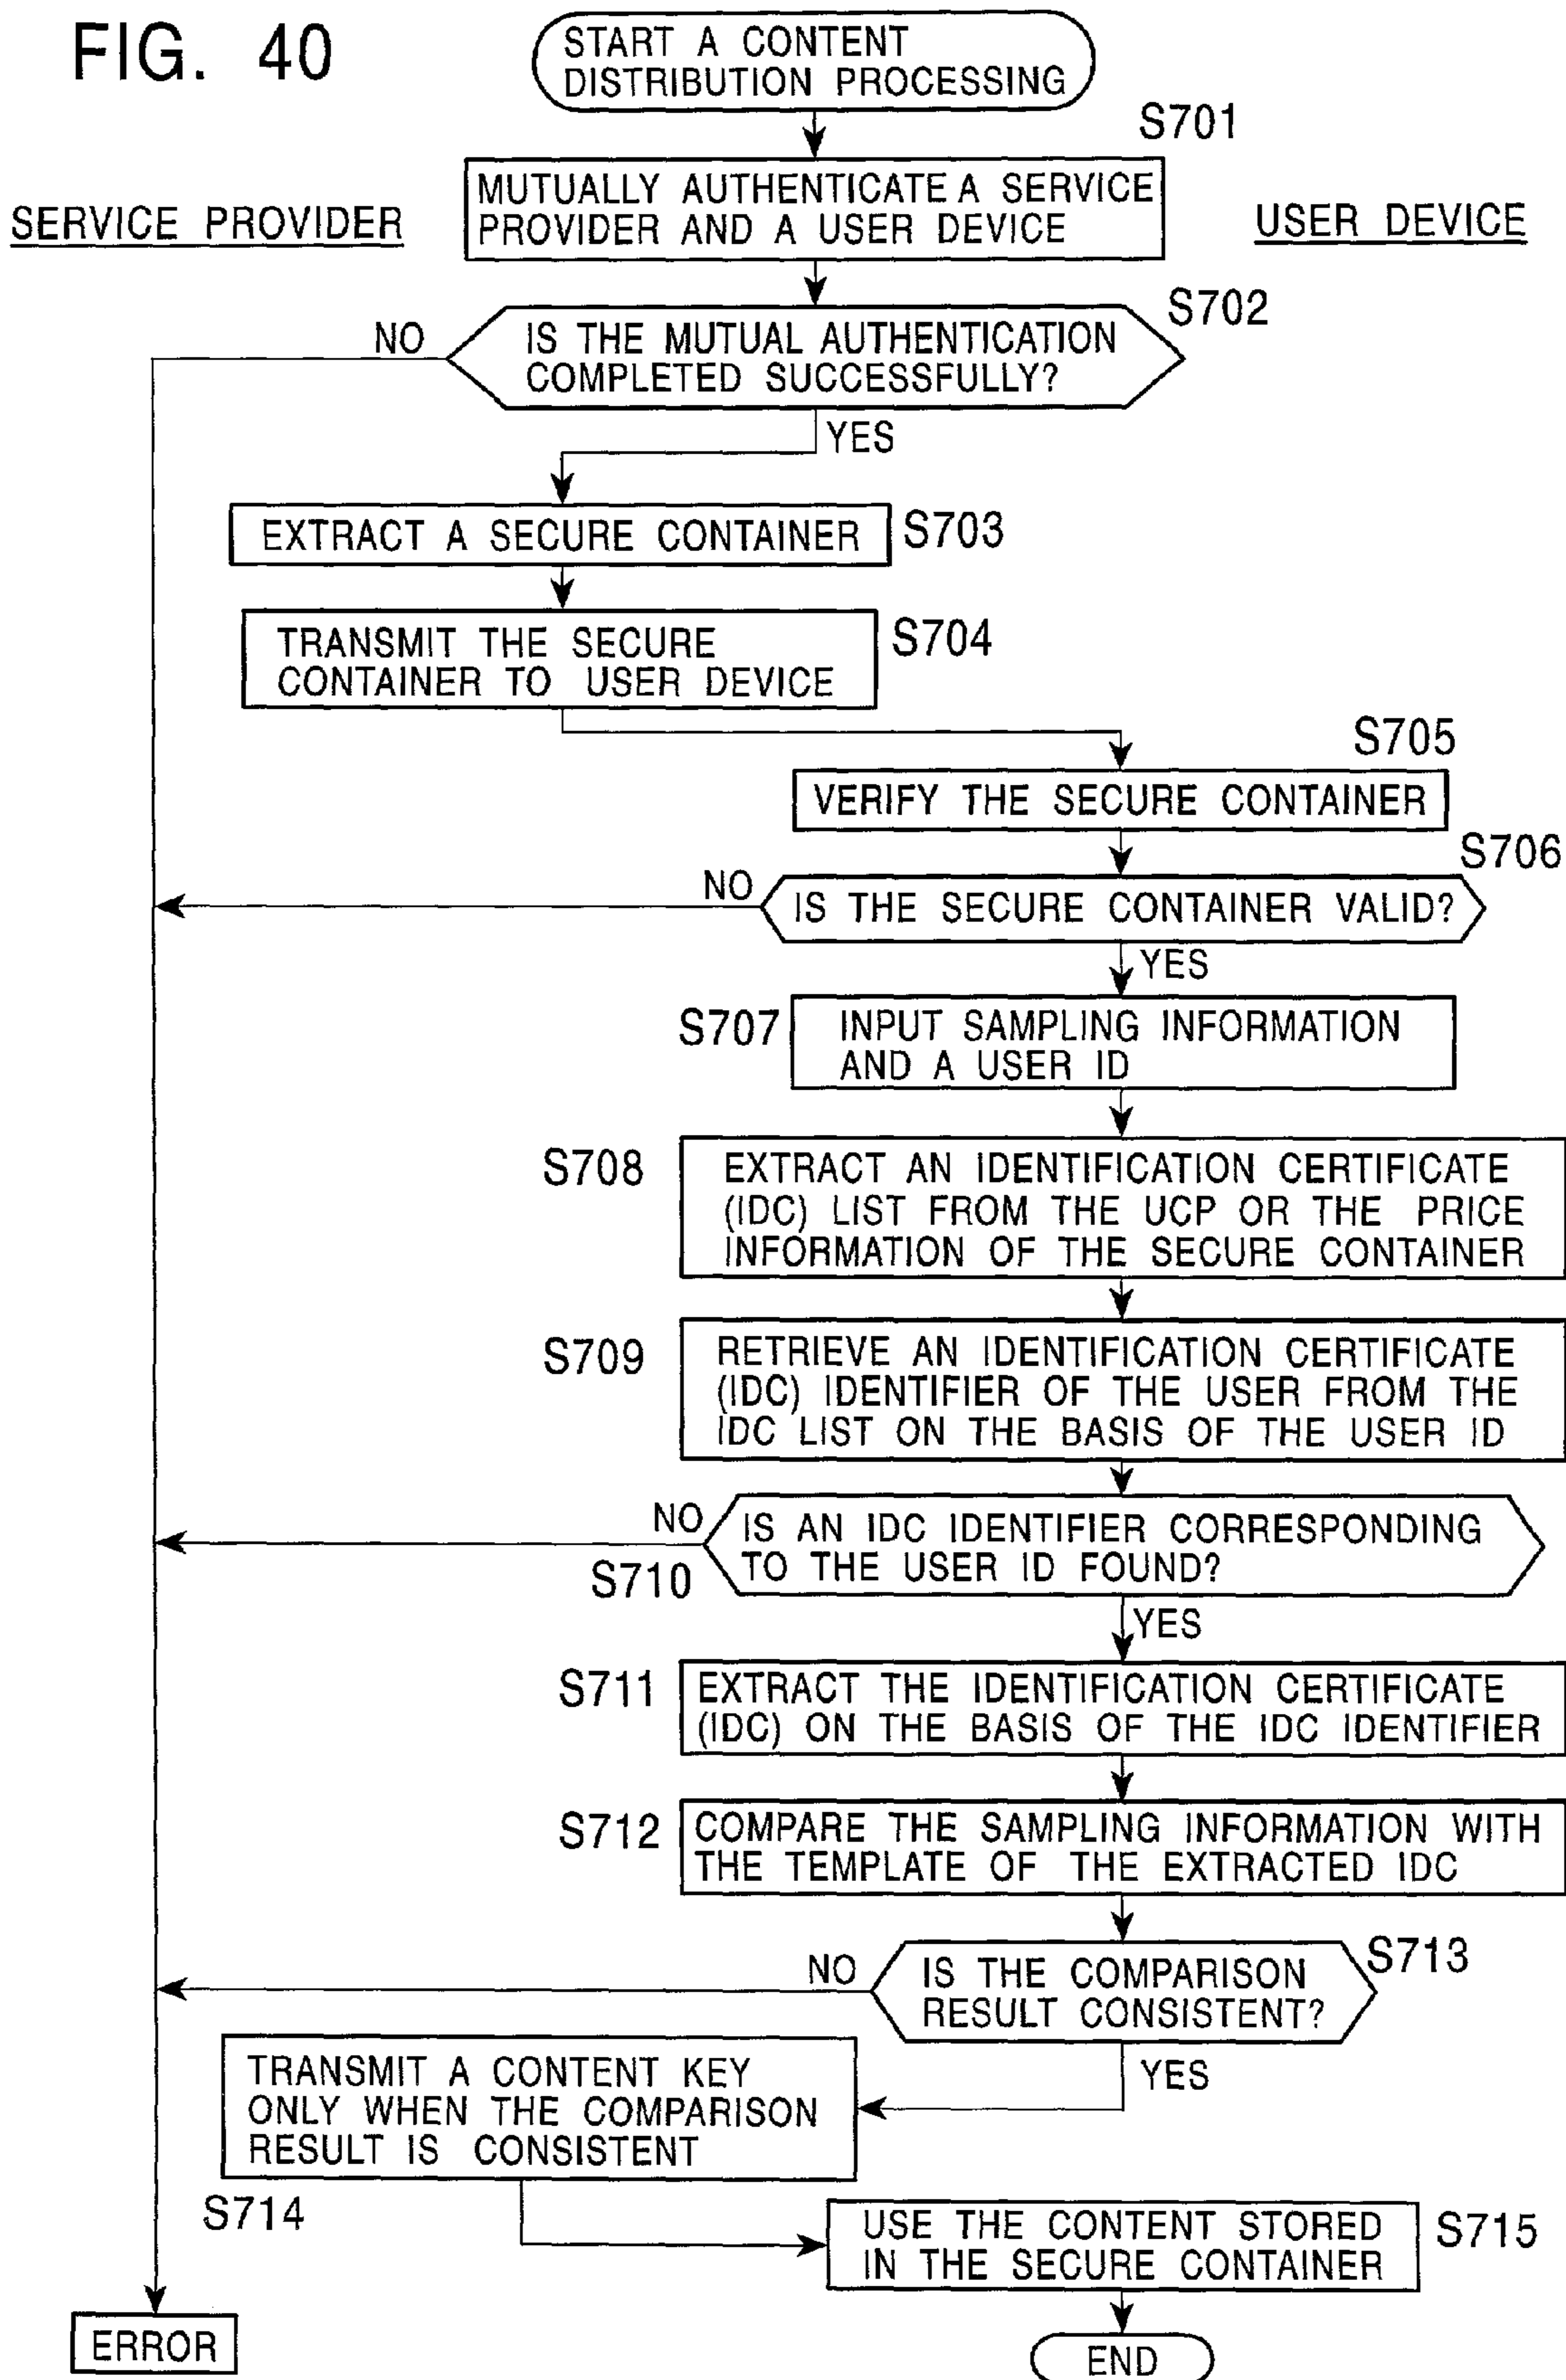 FIG. 40
START A CONTENT
DISTRIBUTION PROCESSING
S701
MUTUALLY AUTHENTICATE A SERVICE
PROVIDER AND A USER DEVICE
SERVICE PROVIDER
USER DEVICE
S702
NO
IS THE MUTUAL AUTHENTICATION
COMPLETED SUCCESSFULLY?
YES
EXTRACT A SECURE CONTAINER
S703
TRANSMIT THE SECURE
CONTAINER TO USER DEVICE
S704
S705
VERIFY THE SECURE CONTAINER
S706
NO
IS THE SECURE CONTAINER VALID?
YES
S707
INPUT SAMPLING INFORMATION
AND A USER ID
S708
EXTRACT AN IDENTIFICATION CERTIFICATE
(IDC) LIST FROM THE UCP OR THE PRICE
INFORMATION OF THE SECURE CONTAINER
S709
RETRIEVE AN IDENTIFICATION CERTIFICATE
(IDC) IDENTIFIER OF THE USER FROM THE
IDC LIST ON THE BASIS OF THE USER ID
NO
IS AN IDC IDENTIFIER CORRESPONDING
TO THE USER ID FOUND?
S710
YES
S711
EXTRACT THE IDENTIFICATION CERTIFICATE
(IDC) ON THE BASIS OF THE IDC IDENTIFIER
S712
COMPARE THE SAMPLING INFORMATION WITH
THE TEMPLATE OF THE EXTRACTED IDC
S713
NO
IS THE COMPARISON
RESULT CONSISTENT?
YES
TRANSMIT A CONTENT KEY
ONLY WHEN THE COMPARISON
RESULT IS CONSISTENT
S714
USE THE CONTENT STORED
IN THE SECURE CONTAINER
S715
ERROR
END